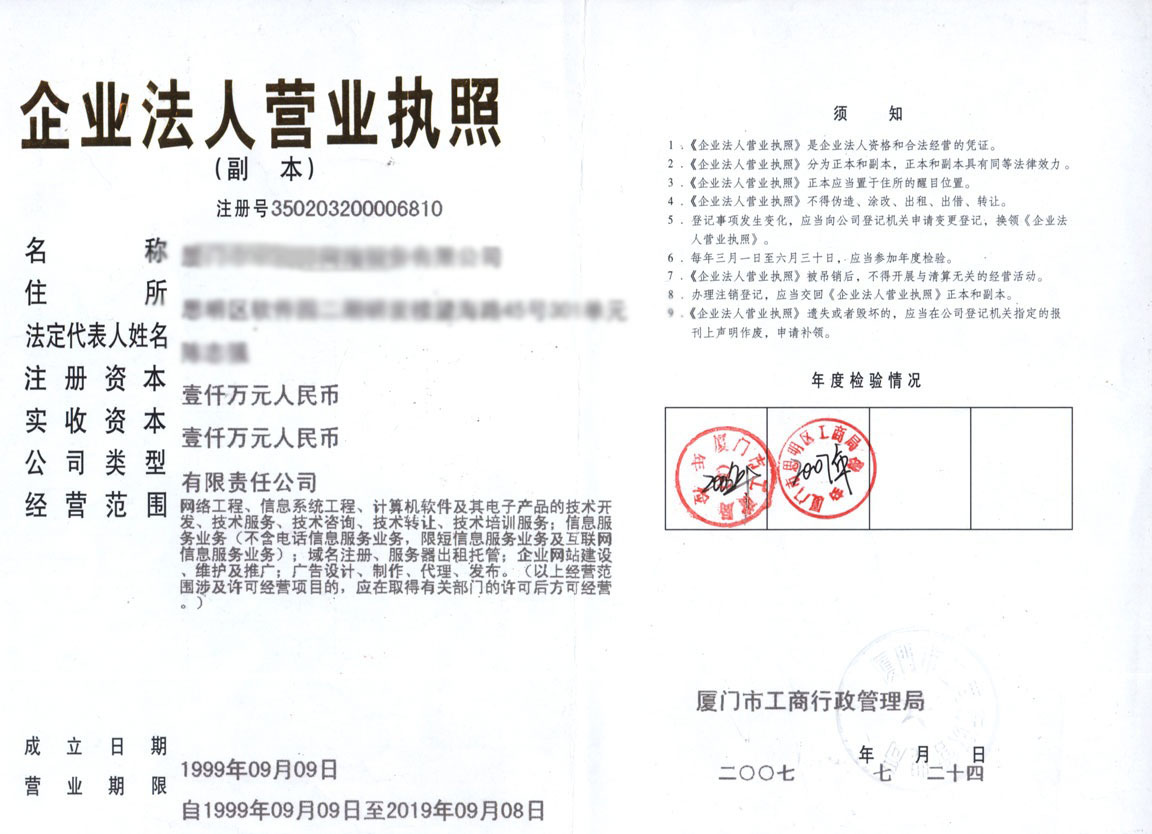 企业法人营业执照
(副 本)
注册号350203200006810
名 称
住 所
法定代表人姓名
注 册 资 本 壹仟万元人民币
实 收 资 本 壹仟万元人民币
公 司 类 型 有限责任公司
经 营 范 围 网络工程、信息系统工程、计算机软件及其电子产品的技术开
发、技术服务、技术咨询、技术转让、技术培训服务；信息服
务业务（不含电话信息服务业务，限短信息服务业务及互联网
信息服务业务）；域名注册、服务器出租托管；企业网站建设
、维护及推广；广告设计、制作、代理、发布。（以上经营范
围涉及许可经营项目的，应在取得有关部门的许可后方可经营
。）
成 立 日 期 1999年09月09日
营 业 期 限 自1999年09月09日至2019年09月08日
须 知
1．《企业法人营业执照》是企业法人资格和合法经营的凭证。
2．《企业法人营业执照》分为正本和副本，正本和副本具有同等法律效力。
3．《企业法人营业执照》正本应当置于住所的醒目位置。
4．《企业法人营业执照》不得伪造、涂改、出租、出借、转让。
5．登记事项发生变化，应当向公司登记机关申请变更登记，换领《企业法
人营业执照》。
6．每年三月一日至六月三十日，应当参加年度检验。
7．《企业法人营业执照》被吊销后，不得开展与清算无关的经营活动。
8．办理注销登记，应当交回《企业法人营业执照》正本和副本。
9．《企业法人营业执照》遗失或者毁坏的，应当在公司登记机关指定的报
刊上声明作废，申请补领。
年度检验情况
厦门市工
厦门市思明区工商局
2007年
厦门市工商行政管理局
年 月 日
二〇〇七 七 二十四